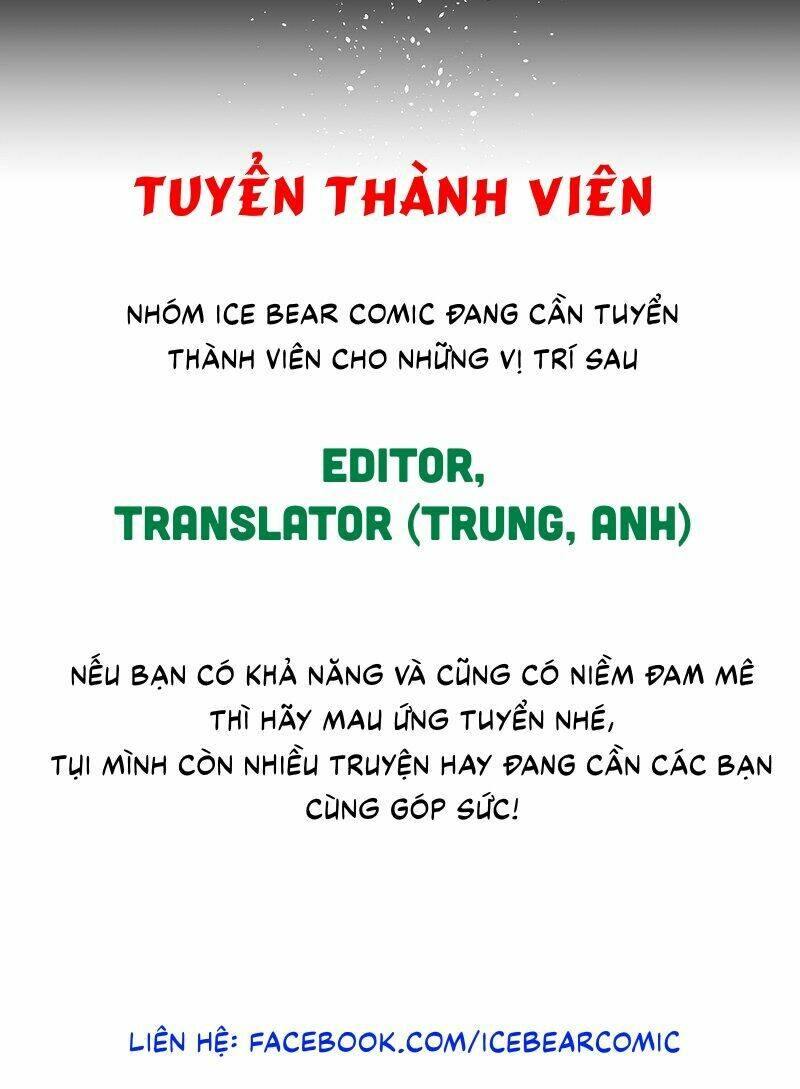 TUYỂN THÀNH VIÊN
NHÓM ICE BEAR COMIC ĐANG CẦN TUYỂN
THÀNH VIÊN CHO NHỮNG VỊ TRÍ SAU
EDITOR,
TRANSLATOR (TRUNG, ANH)
NẾU BẠN CÓ KHẢ NĂNG VÀ CŨNG CÓ NIỀM ĐAM MÊ
THÌ HÃY MAU ỨNG TUYỂN NHÉ,
TỤI MÌNH CÒN NHIỀU TRUYỆN HAY ĐANG CẦN CÁC BẠN
CÙNG GÓP SỨC!
LIÊN HỆ: FACEBOOK.COM/ICEBEARCOMIC